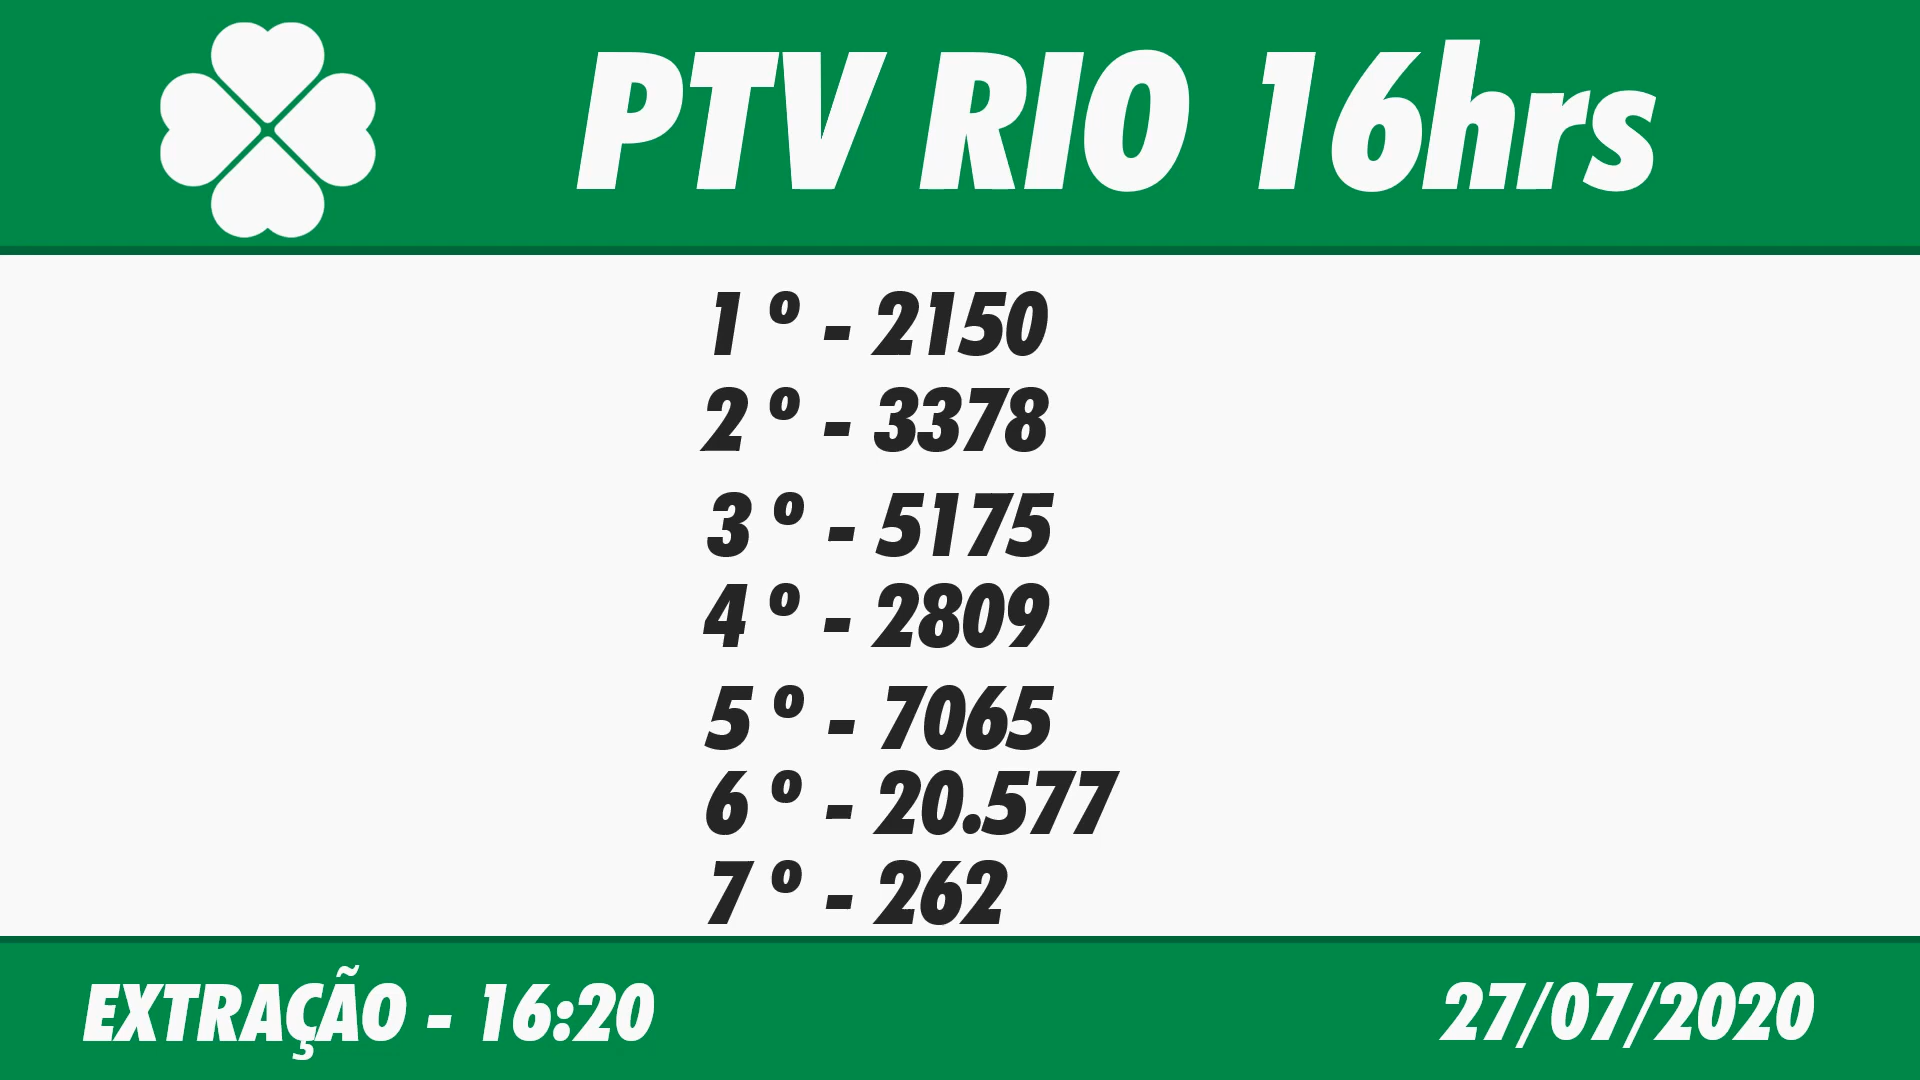 PTV RIO 16hrs
1 º - 2150
2 º - 3378
3 º - 5175
4 º - 2809
5 º - 7065
6 º - 20.577
7 º - 262
EXTRAÇÃO - 16:20
27/07/2020